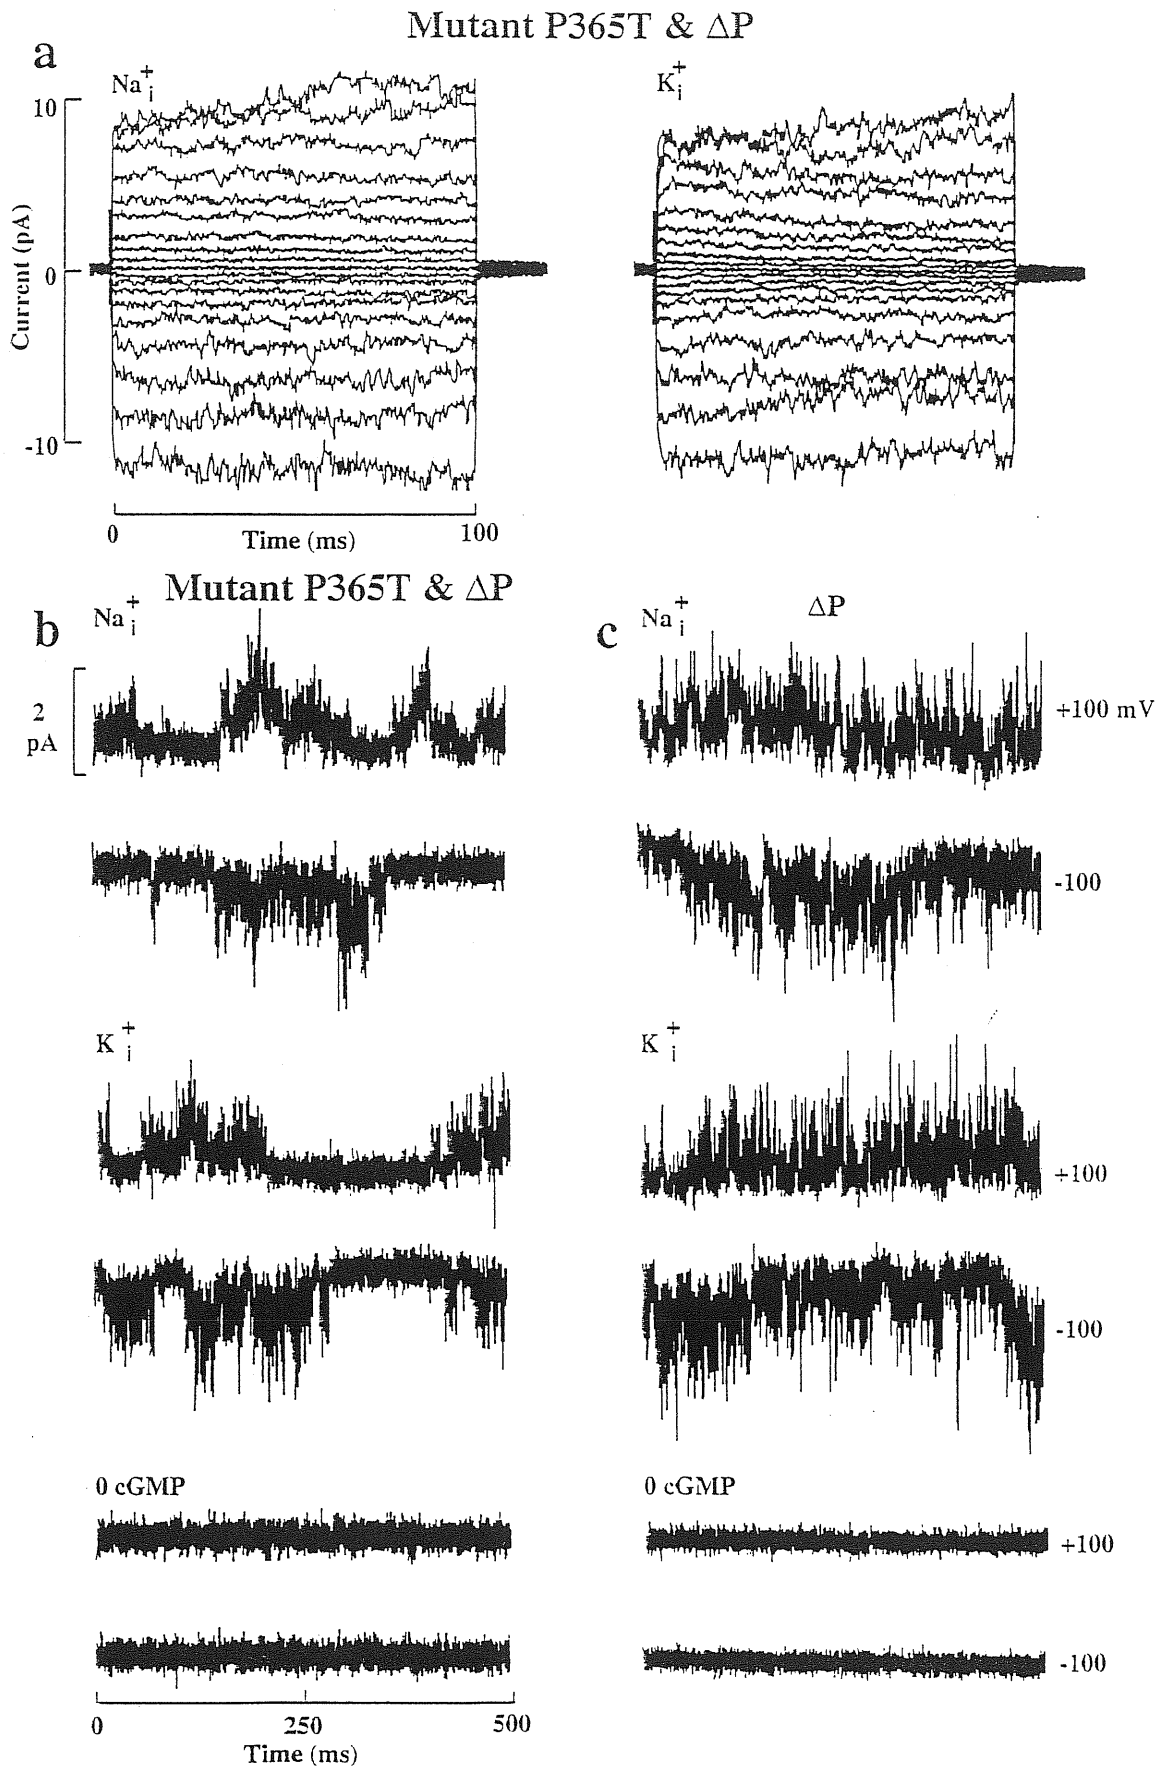 Mutant P365T & ΔP
a
Na⁺ᵢ
K⁺ᵢ
10
0
-10
Current (pA)
0
100
Time (ms)
Mutant P365T & ΔP
b
Na⁺ᵢ
c
Na⁺ᵢ
ΔP
2
pA
+100 mV
-100
K⁺ᵢ
K⁺ᵢ
+100
-100
0 cGMP
0 cGMP
+100
-100
0
250
500
Time (ms)